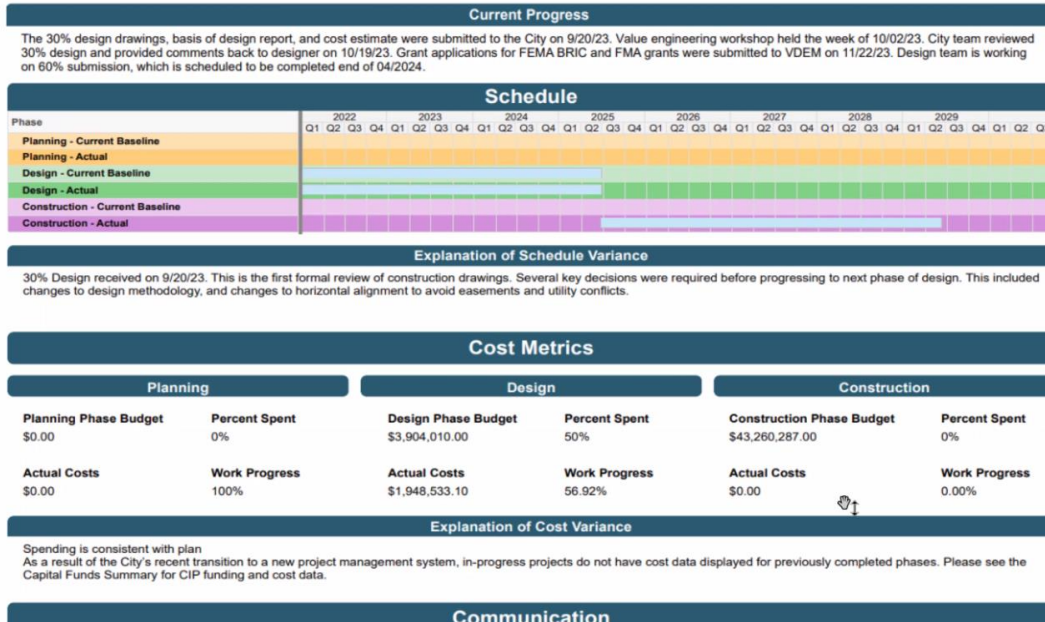 Current Progress
The 30% design drawings, basis of design report, and cost estimate were submitted to the City on 9/20/23. Value engineering workshop held the week of 10/02/23. City team reviewed
30% design and provided comments back to designer on 10/19/23. Grant applications for FEMA BRIC and FMA grants were submitted to VDEM on 11/22/23. Design team is working
on 60% submission, which is scheduled to be completed end of 04/2024.
Schedule
Phase
2022 2023 2024 2025 2026 2027 2028 2029
Q1 Q2 Q3 Q4 Q1 Q2 Q3 Q4 Q1 Q2 Q3 Q4 Q1 Q2 Q3 Q4 Q1 Q2 Q3 Q4 Q1 Q2 Q3 Q4 Q1 Q2 Q3 Q4 Q1 Q2 Q3 Q4 Q1 Q2
Planning - Current Baseline
Planning - Actual
Design - Current Baseline
Design - Actual
Construction - Current Baseline
Construction - Actual
Explanation of Schedule Variance
30% Design received on 9/20/23. This is the first formal review of construction drawings. Several key decisions were required before progressing to next phase of design. This included
changes to design methodology, and changes to horizontal alignment to avoid easements and utility conflicts.
Cost Metrics
Planning Design Construction
Planning Phase Budget Percent Spent Design Phase Budget Percent Spent Construction Phase Budget Percent Spent
$0.00 0% $3,904,010.00 50% $43,260,287.00 0%
Actual Costs Work Progress Actual Costs Work Progress Actual Costs Work Progress
$0.00 100% $1,948,533.10 56.92% $0.00 0.00%
Explanation of Cost Variance
Spending is consistent with plan
As a result of the City's recent transition to a new project management system, in-progress projects do not have cost data displayed for previously completed phases. Please see the
Capital Funds Summary for CIP funding and cost data.
Communication